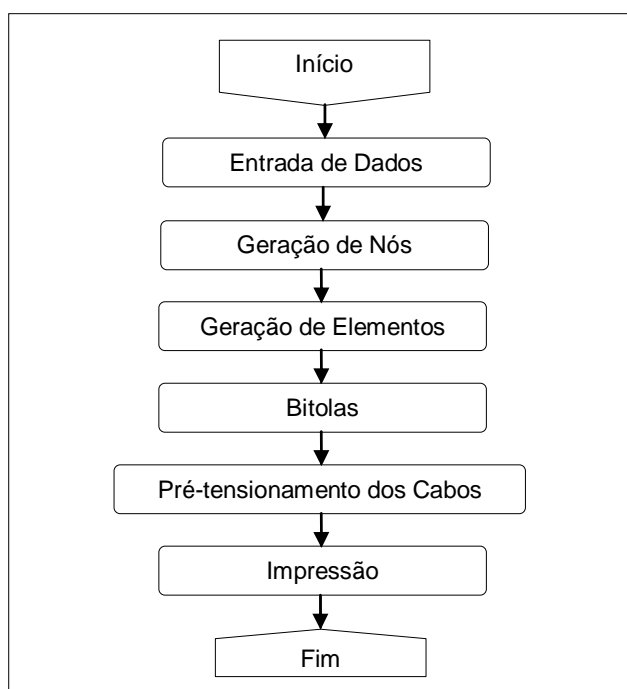 Início
Entrada de Dados
Geração de Nós
Geração de Elementos
Bitolas
Pré-tensionamento dos Cabos
Impressão
Fim